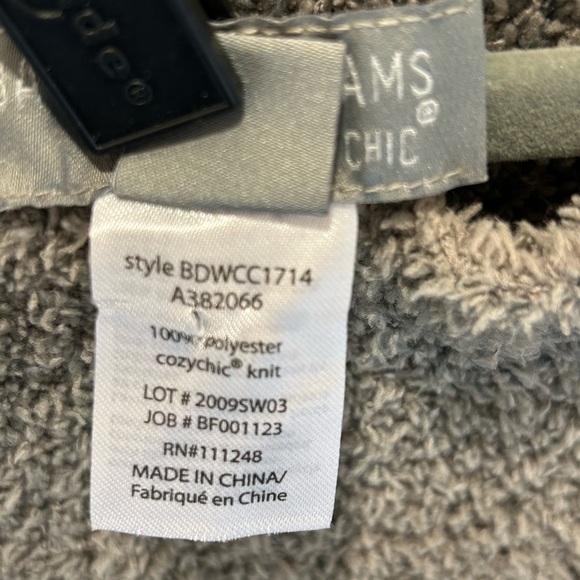 de®
AMS
CHIC®
style BDWCC1714
A382066
100% polyester
cozychic® knit
LOT # 2009SW03
JOB # BF001123
RN#111248
MADE IN CHINA/
Fabriqué en Chine